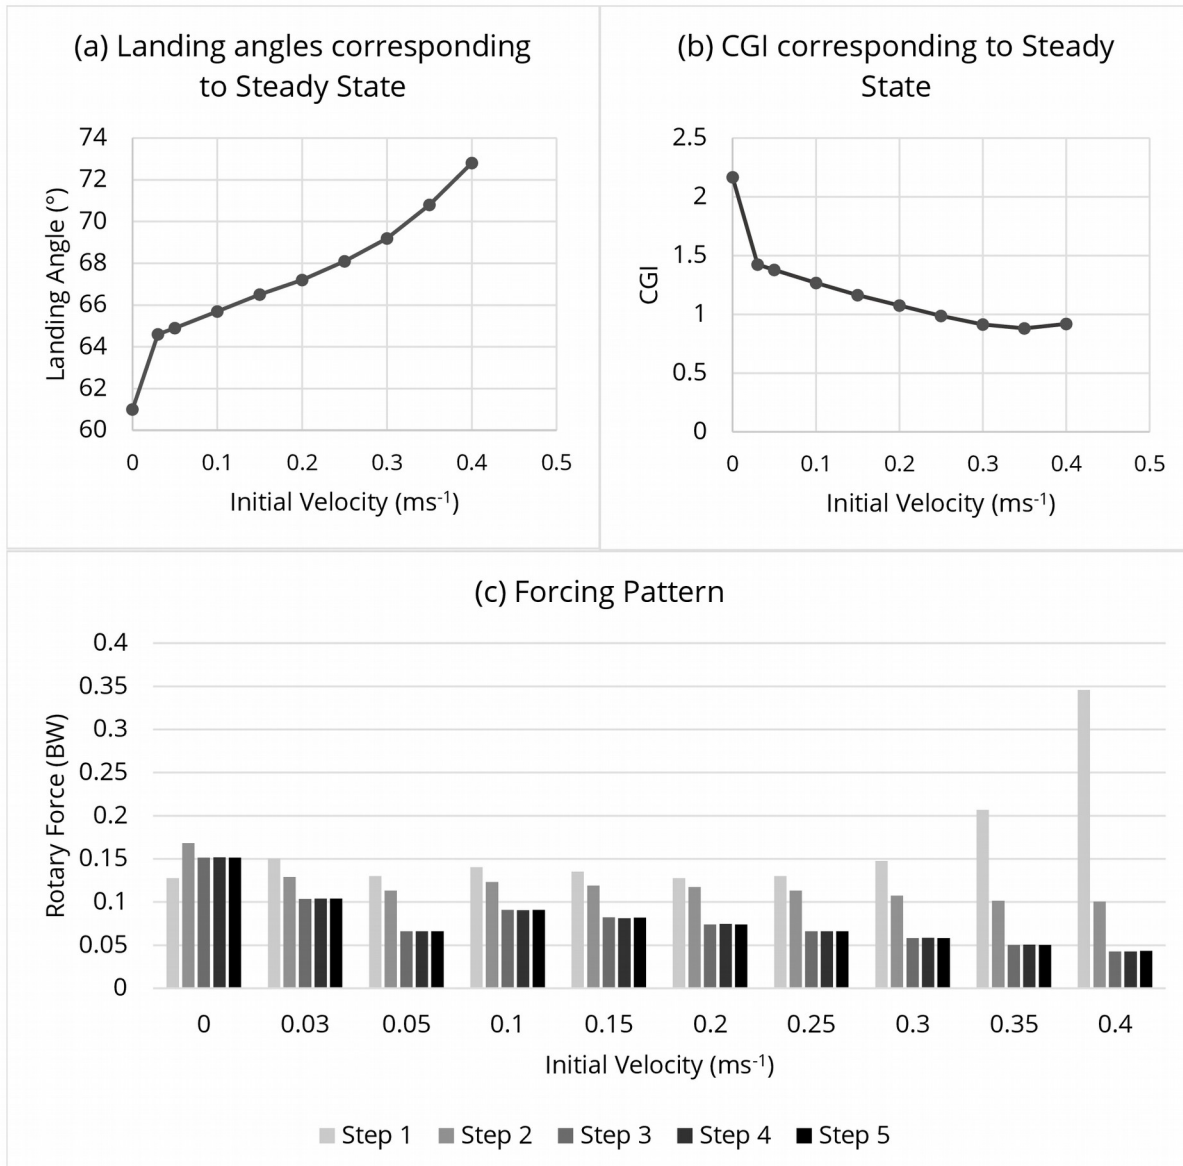 (a) Landing angles corresponding
to Steady State
74
72
70
68
66
64
62
60
Landing Angle (°)
0 0.1 0.2 0.3 0.4 0.5
Initial Velocity (ms⁻¹)
(b) CGI corresponding to Steady
State
2.5
2
1.5
1
0.5
0
CGI
0 0.1 0.2 0.3 0.4 0.5
Initial Velocity (ms⁻¹)
(c) Forcing Pattern
0.4
0.35
0.3
0.25
0.2
0.15
0.1
0.05
0
Rotary Force (BW)
0 0.03 0.05 0.1 0.15 0.2 0.25 0.3 0.35 0.4
Initial Velocity (ms⁻¹)
Step 1 Step 2 Step 3 Step 4 Step 5